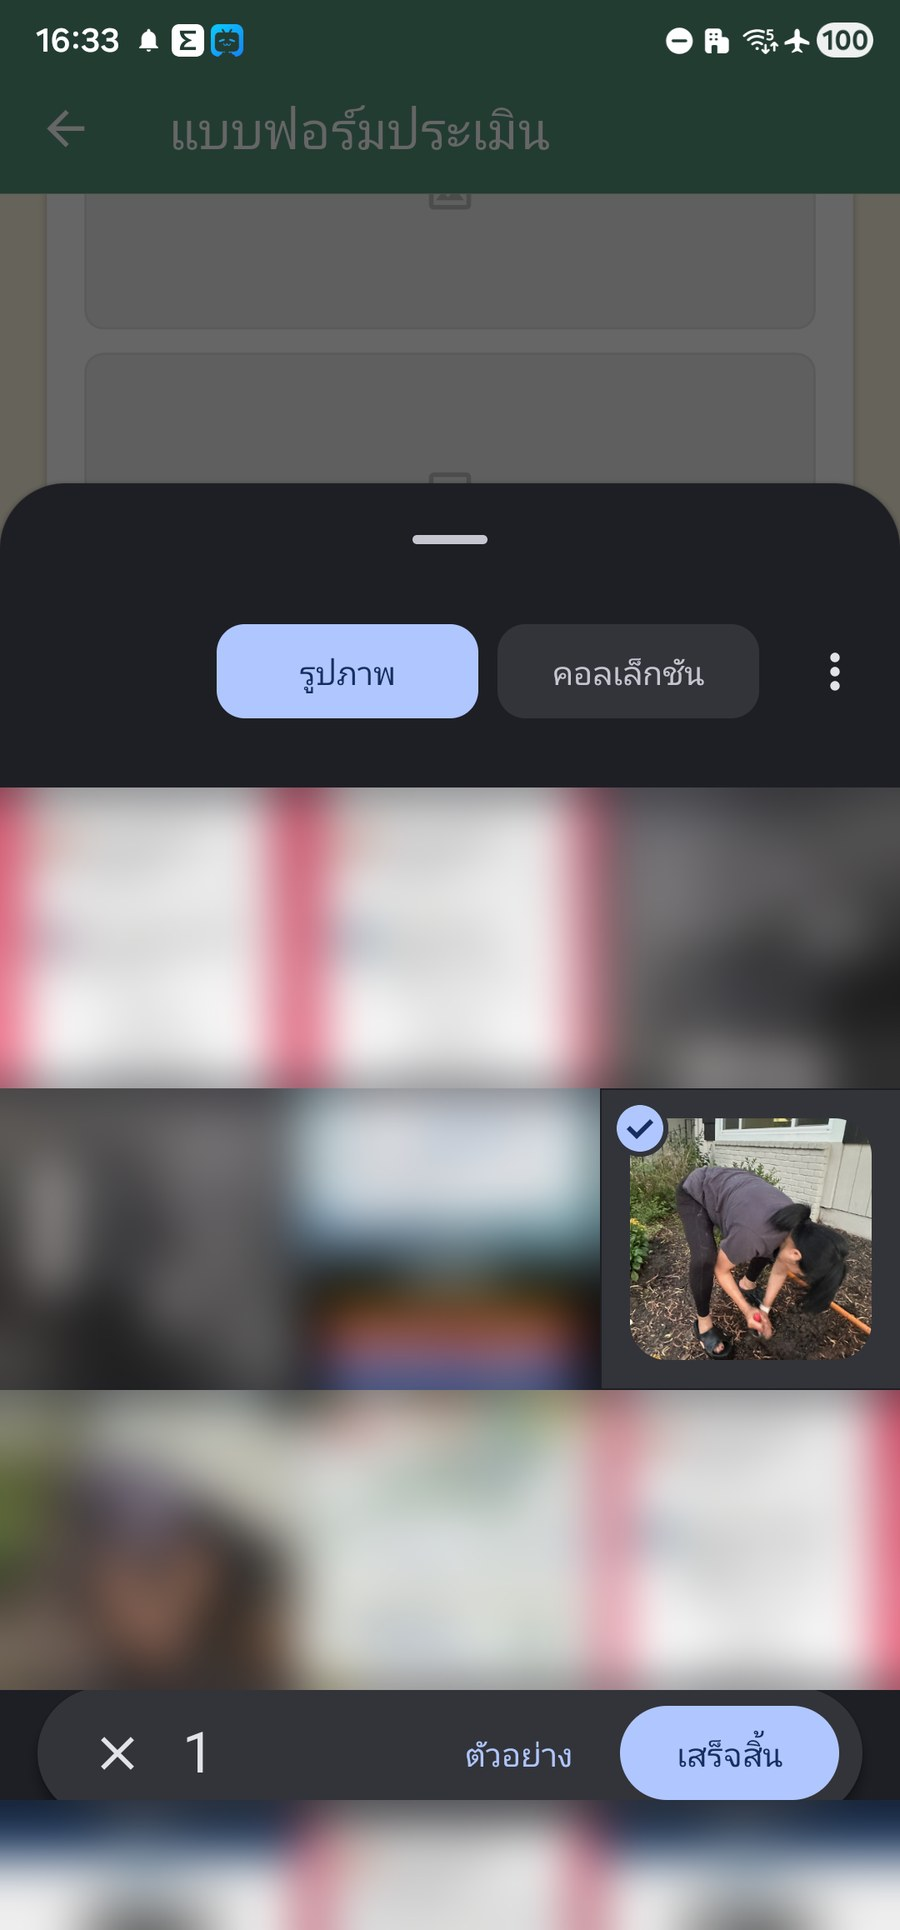 16:33
100
แบบฟอร์มประเมิน
รูปภาพ
คอลเล็กชัน
1
ตัวอย่าง
เสร็จสิ้น